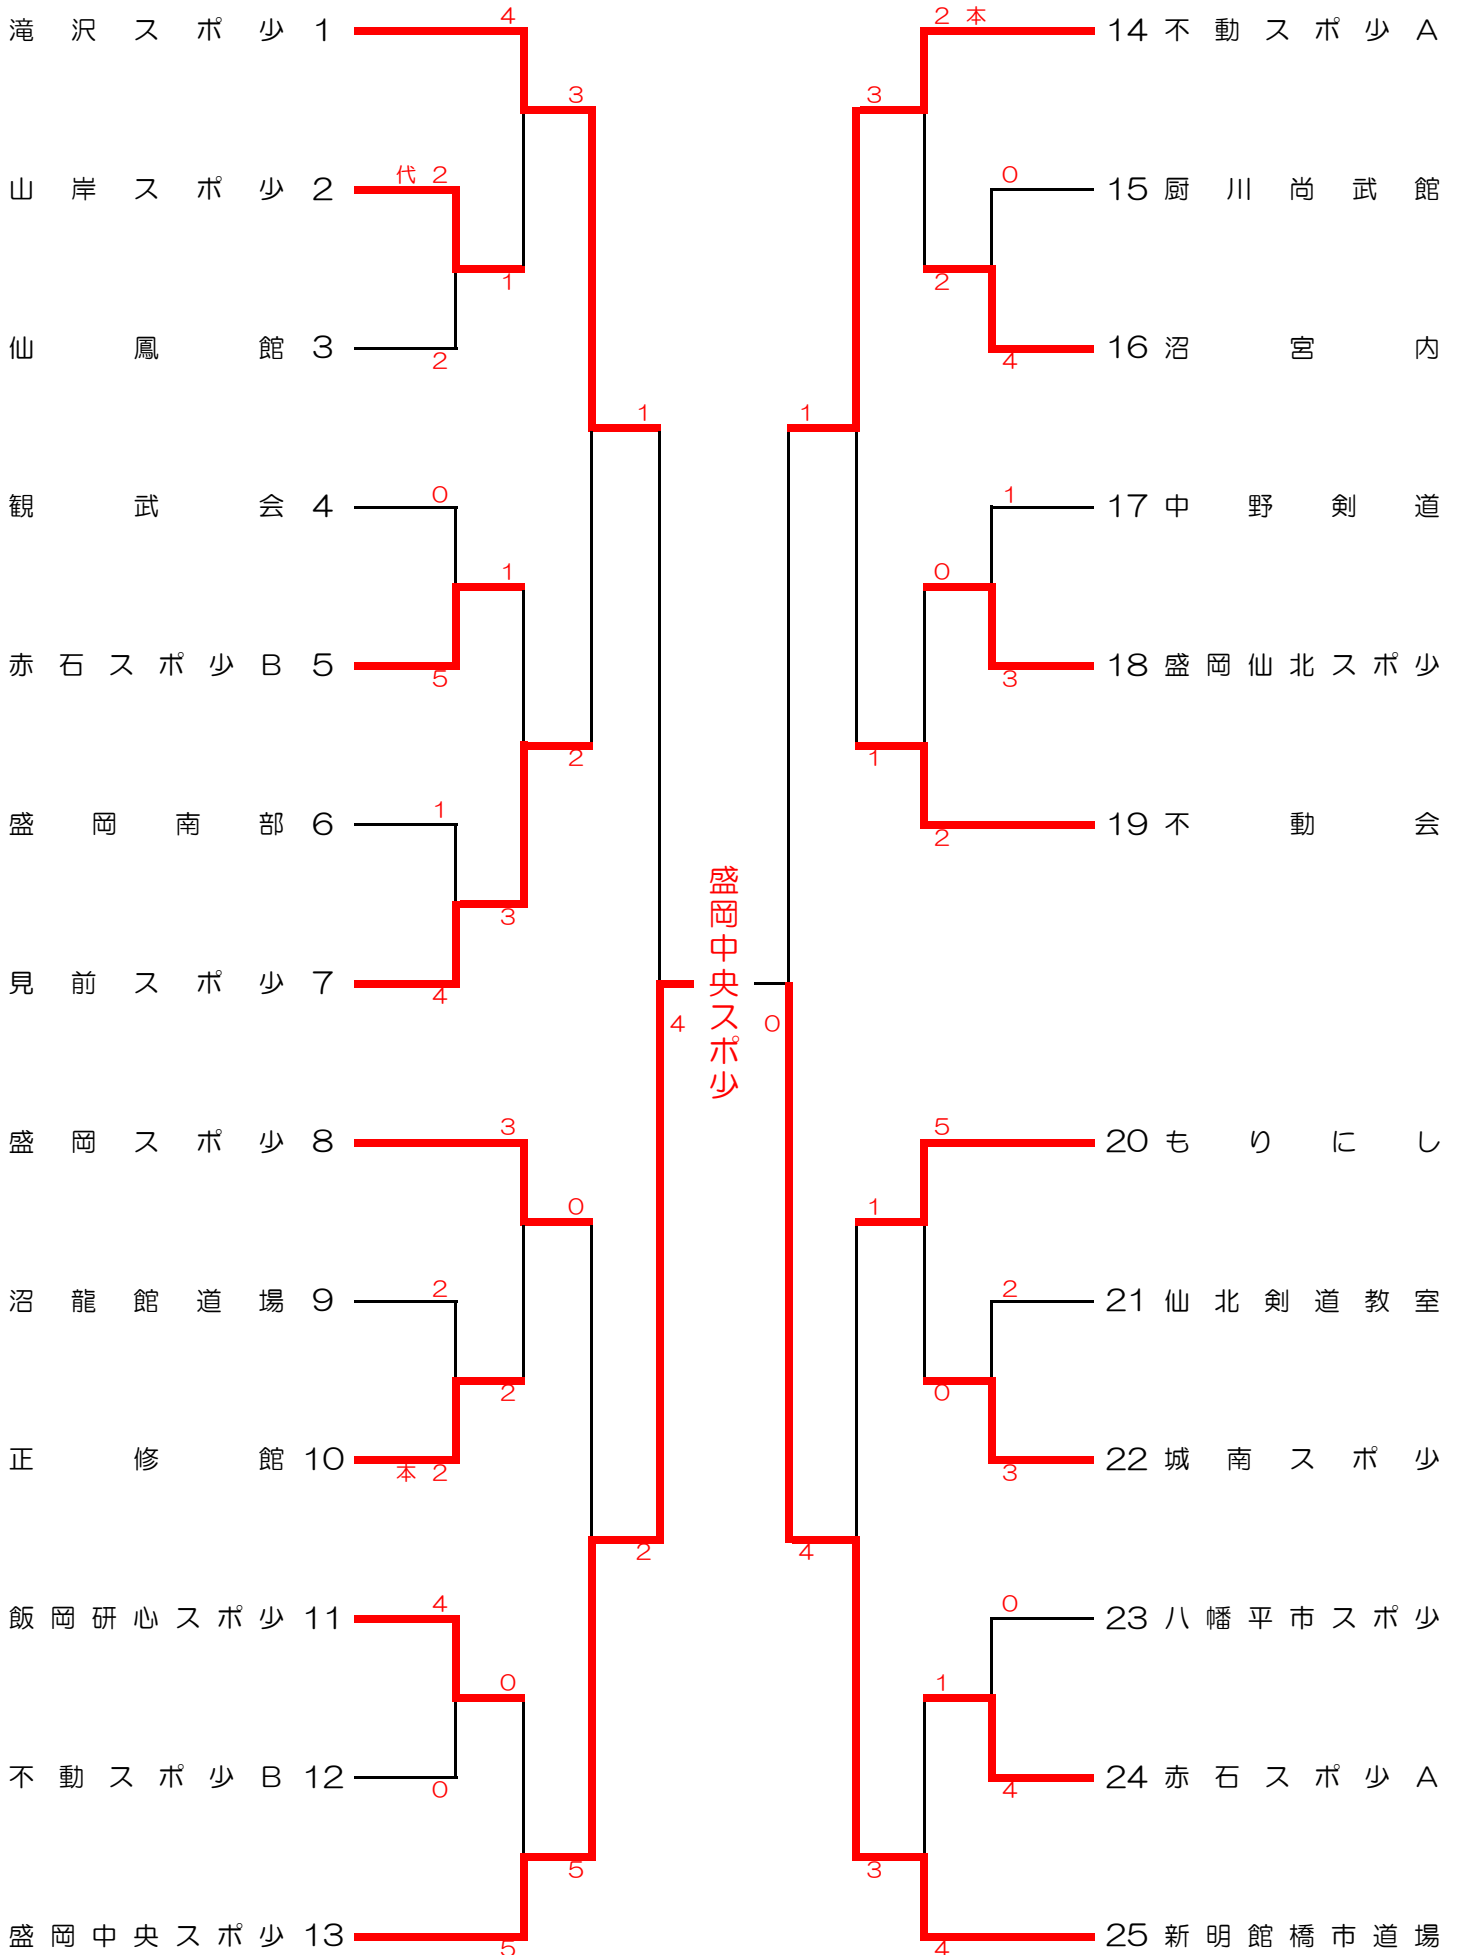 4
2 本
滝沢スポ少 1
14 不動スポ少A
3
3
代 2
0
山岸スポ少 2
15 厨川尚武館
1
2
仙鳳館 3
16 沼宮内
2
4
1
1
0
1
観武会 4
17 中野剣道
1
0
赤石スポ少B 5
18 盛岡仙北スポ少
5
3
2
1
1
盛岡南部 6
19 不動会
2
3
見前スポ少 7
4
盛岡中央スポ少
4
0
3
5
盛岡スポ少 8
20 もりにし
0
1
2
2
沼龍館道場 9
21 仙北剣道教室
2
0
正修館 10
22 城南スポ少
本 2
3
2
4
4
0
飯岡研心スポ少 11
23 八幡平市スポ少
0
1
不動スポ少B 12
24 赤石スポ少A
0
4
5
3
盛岡中央スポ少 13
25 新明館橋市道場
5
4